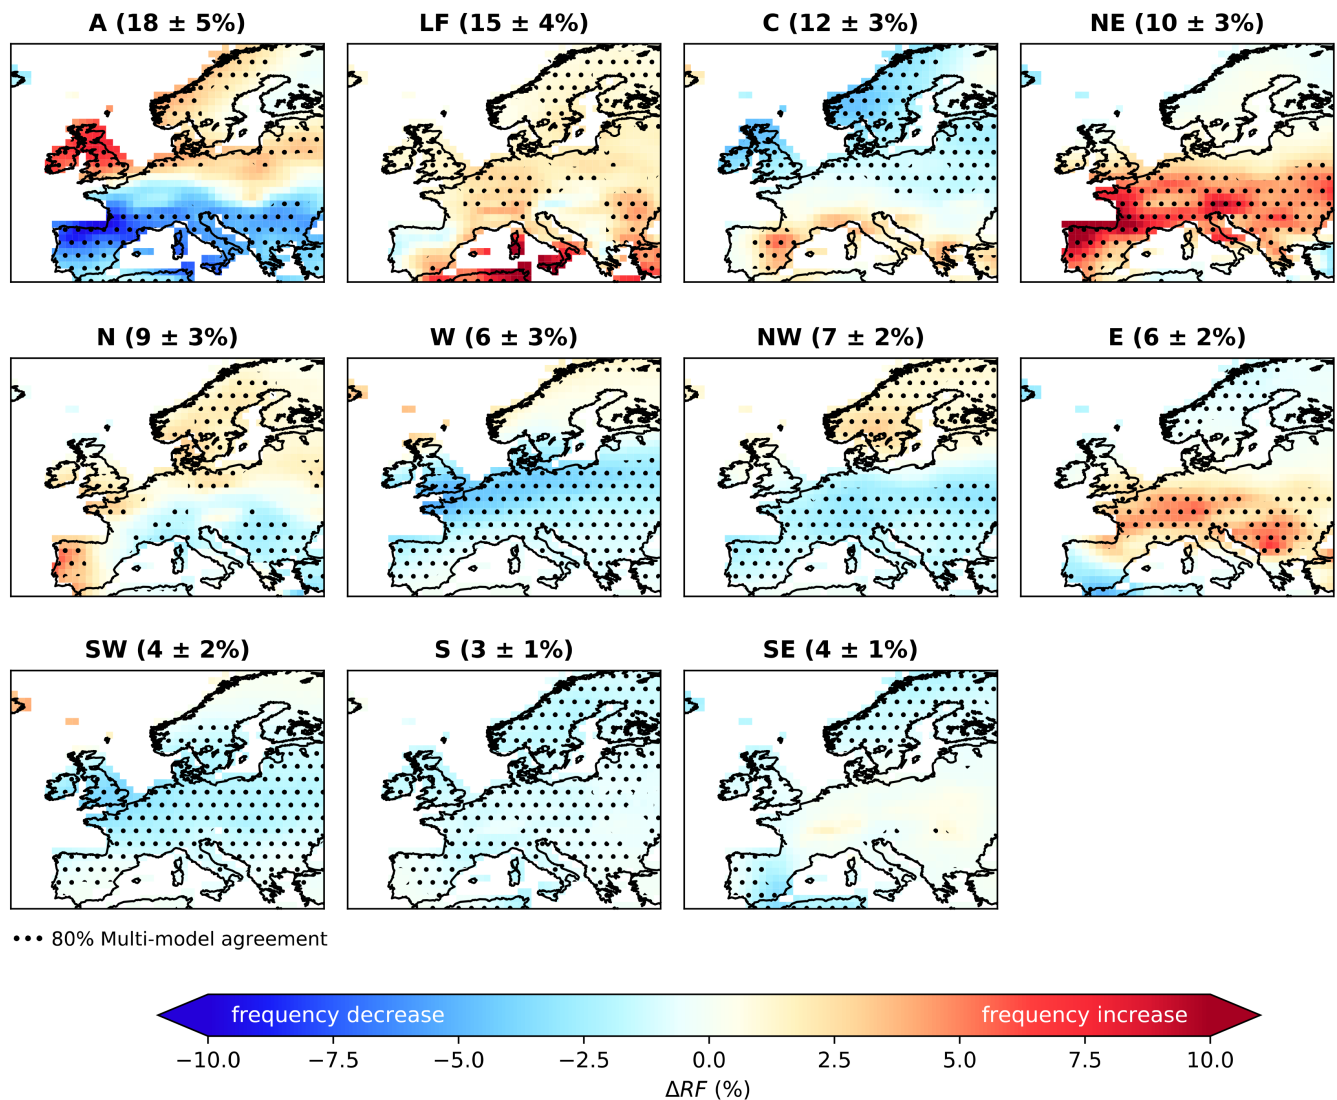 A (18 ± 5%)
LF (15 ± 4%)
C (12 ± 3%)
NE (10 ± 3%)
N (9 ± 3%)
W (6 ± 3%)
NW (7 ± 2%)
E (6 ± 2%)
SW (4 ± 2%)
S (3 ± 1%)
SE (4 ± 1%)
80% Multi-model agreement
frequency decrease
frequency increase
−10.0 −7.5 −5.0 −2.5 0.0 2.5 5.0 7.5 10.0
ΔRF (%)